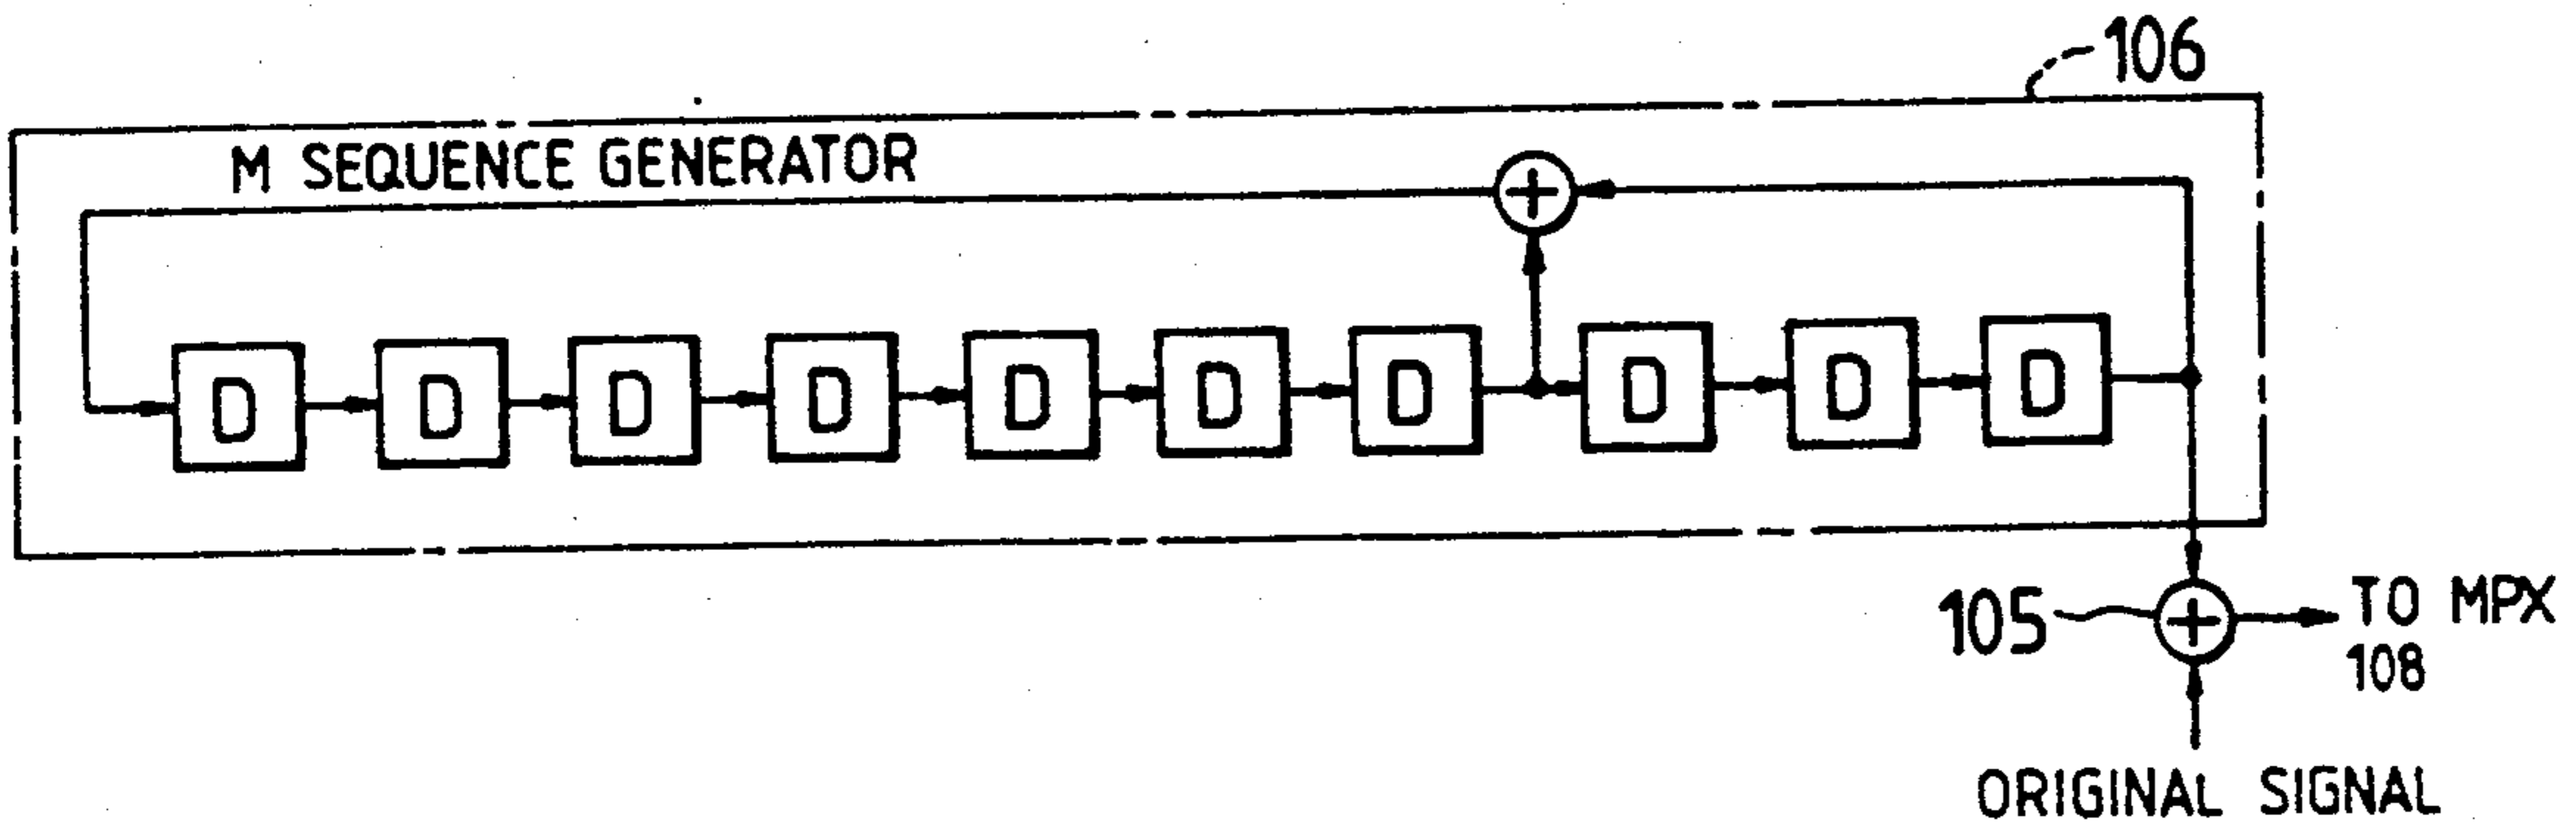 106
M SEQUENCE GENERATOR
D D D D D D D D D D
105
TO MPX
108
ORIGINAL SIGNAL